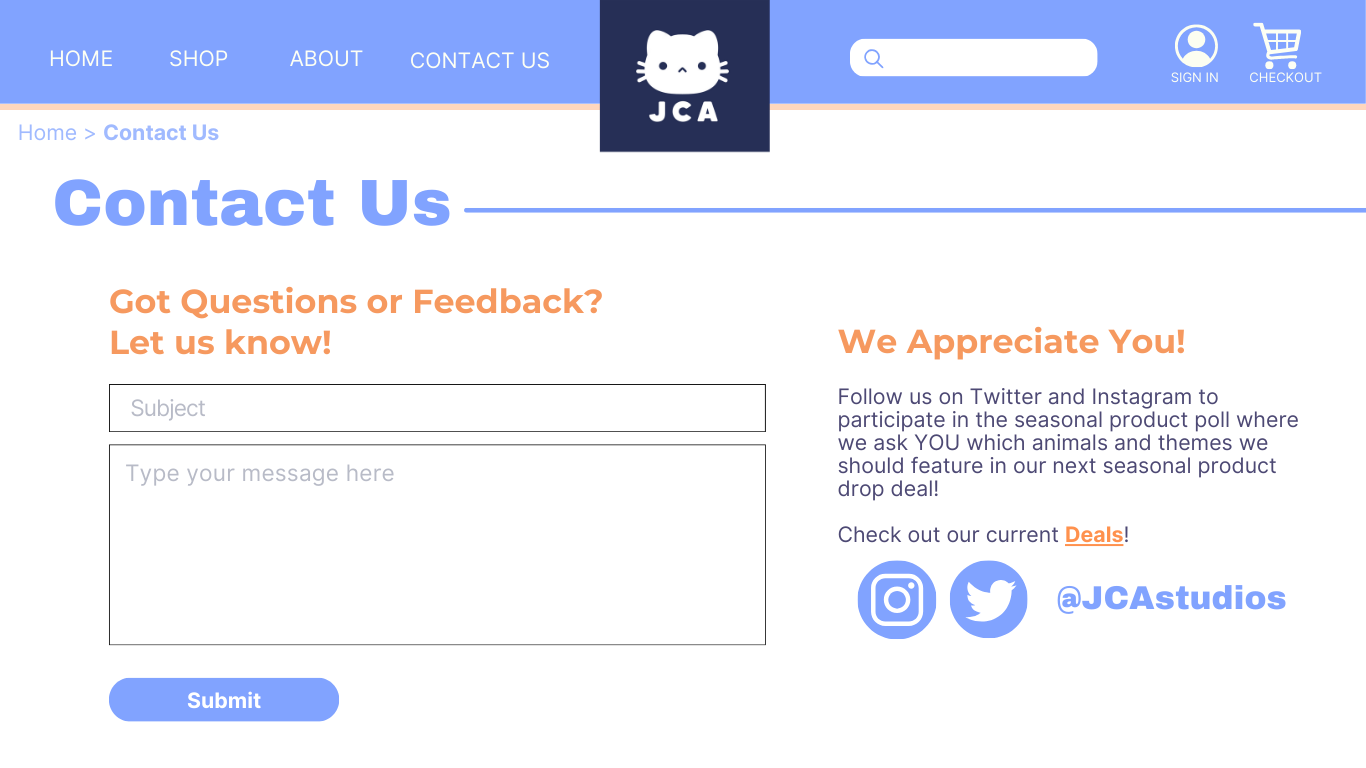 HOME SHOP ABOUT CONTACT US
JCA
SIGN IN CHECKOUT
Home > Contact Us
Contact Us
Got Questions or Feedback?
Let us know!
Subject
Type your message here
Submit
We Appreciate You!
Follow us on Twitter and Instagram to
participate in the seasonal product poll where
we ask YOU which animals and themes we
should feature in our next seasonal product
drop deal!
Check out our current Deals!
@JCAstudios